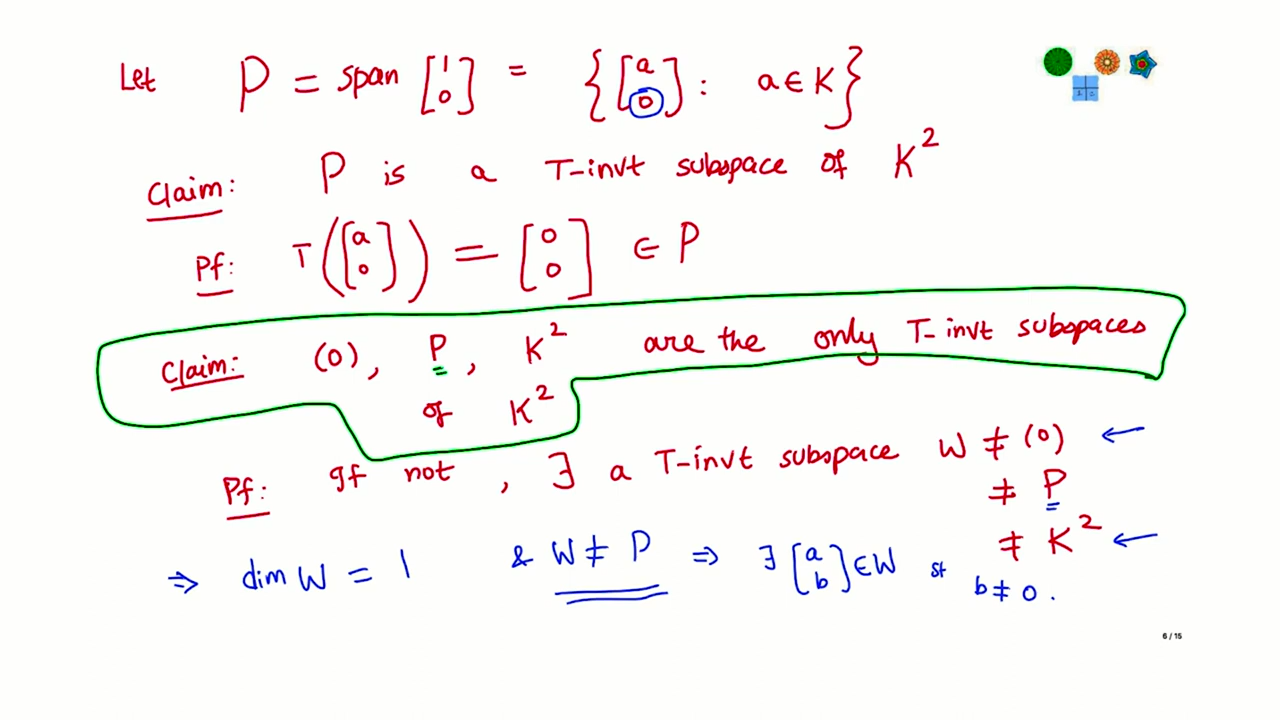 Let P = span [1 0] = { [a 0] : a ∈ K }
Claim: P is a T-invt subspace of K²
Pf: T([a 0]) = [0 0] ∈ P
Claim: (0), P, K² are the only T-invt subspaces
of K²
Pf: If not, ∃ a T-invt subspace W ≠ (0) ←
≠ P
≠ K² ←
⇒ dim W = 1 & W ≠ P ⇒ ∃ [a b] ∈ W st b ≠ 0.
6 / 15